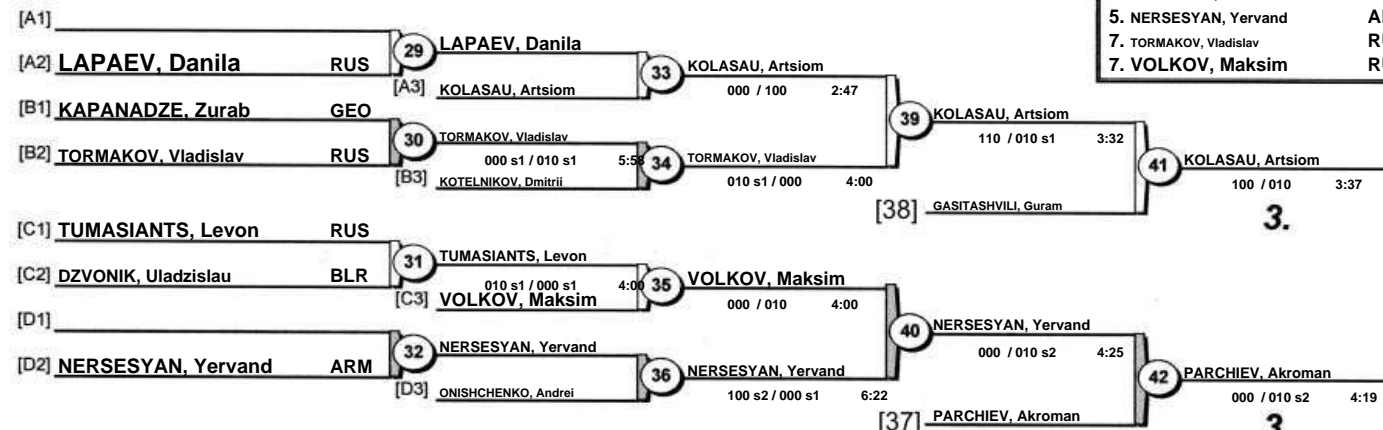 [A1]
[A2] LAPAEV, Danila RUS
29
LAPAEV, Danila
[A3] KOLASAU, Artsiom
33
KOLASAU, Artsiom
000 / 100 2:47
[B1] KAPANADZE, Zurab GEO
[B2] TORMAKOV, Vladislav RUS
30
TORMAKOV, Vladislav
000 s1 / 010 s1 5:58
[B3] KOTELNIKOV, Dmitrii
34
TORMAKOV, Vladislav
010 s1 / 000 4:00
39
KOLASAU, Artsiom
110 / 010 s1 3:32
[38] GASITASHVILI, Guram
41
KOLASAU, Artsiom
100 / 010 3:37
3.
[C1] TUMASIANTS, Levon RUS
[C2] DZVONIK, Uladzislau BLR
31
TUMASIANTS, Levon
010 s1 / 000 s1 4:00
[C3] VOLKOV, Maksim
35
VOLKOV, Maksim
000 / 010 4:00
[D1]
[D2] NERSESYAN, Yervand ARM
32
NERSESYAN, Yervand
[D3] ONISHCHENKO, Andrei
36
NERSESYAN, Yervand
100 s2 / 000 s1 6:22
40
NERSESYAN, Yervand
000 / 010 s2 4:25
[37] PARCHIEV, Akroman
42
PARCHIEV, Akroman
000 / 010 s2 4:19
3.
5. NERSESYAN, Yervand
7. TORMAKOV, Vladislav
7. VOLKOV, Maksim